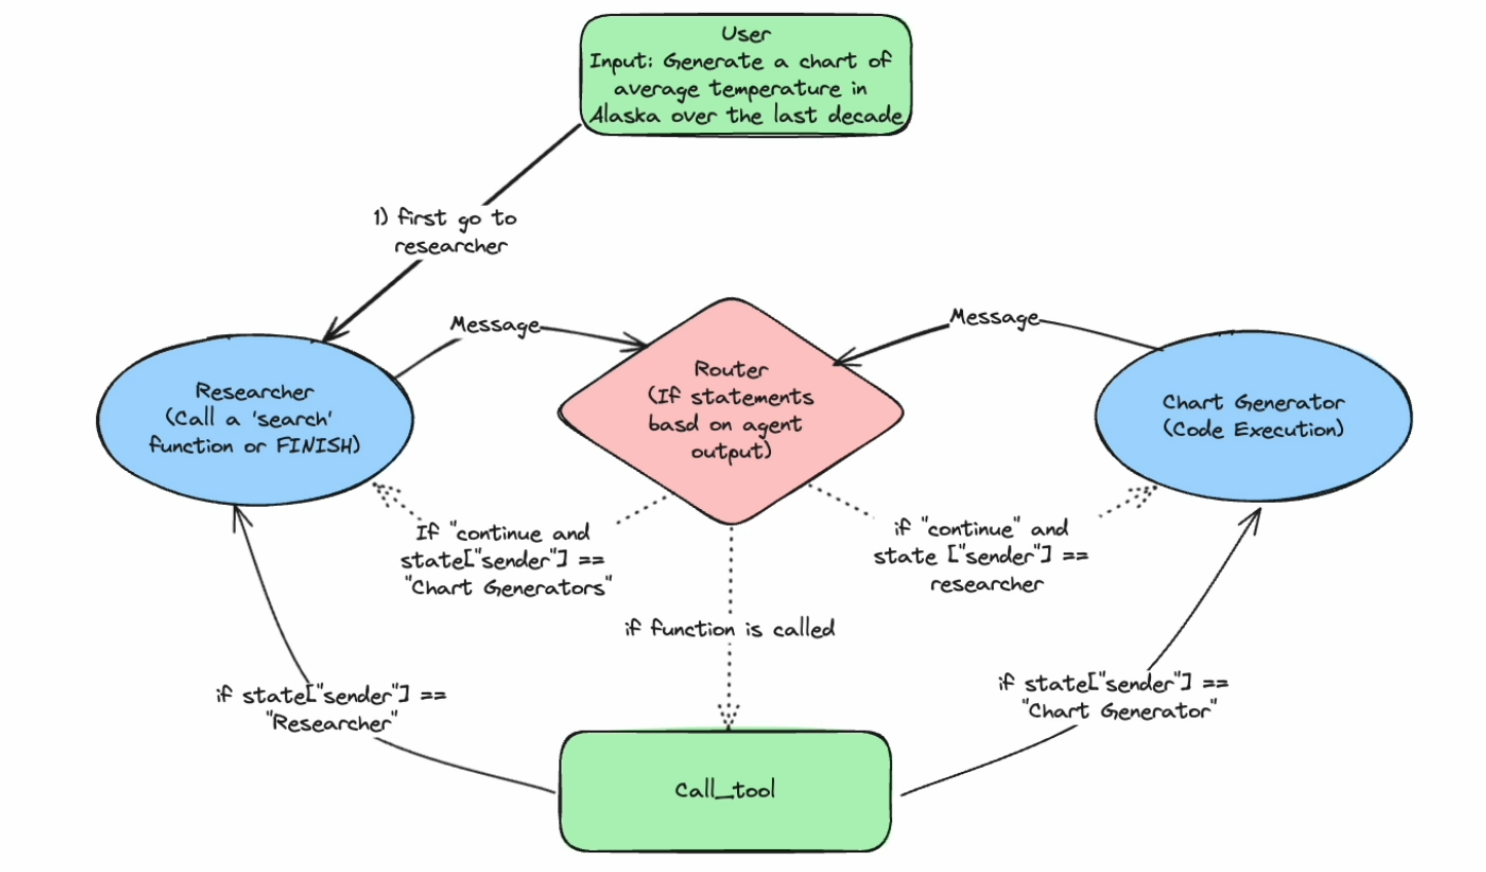 User
Input: Generate a chart of
average temperature in
Alaska over the last decade
1) first go to
researcher
Message
Message
Researcher
(Call a 'search'
function or FINISH)
Router
(If statements
basd on agent
output)
Chart Generator
(Code Execution)
If "continue and
state["sender"] ==
"Chart Generators"
if "continue" and
state ["sender"] ==
researcher
if function is called
if state["sender"] ==
"Researcher"
if state["sender"] ==
"Chart Generator"
Call_tool